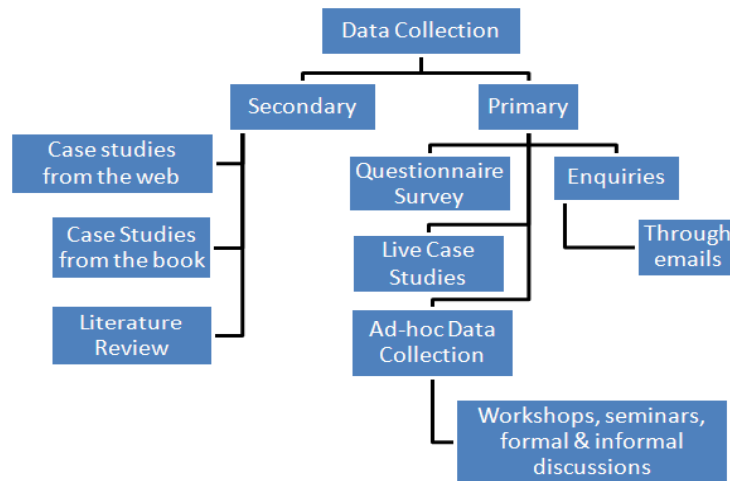 Data Collection
Secondary
Primary
Case studies
from the web
Questionnaire
Survey
Enquiries
Case Studies
from the book
Live Case
Studies
Through
emails
Literature
Review
Ad-hoc Data
Collection
Workshops, seminars,
formal & informal
discussions